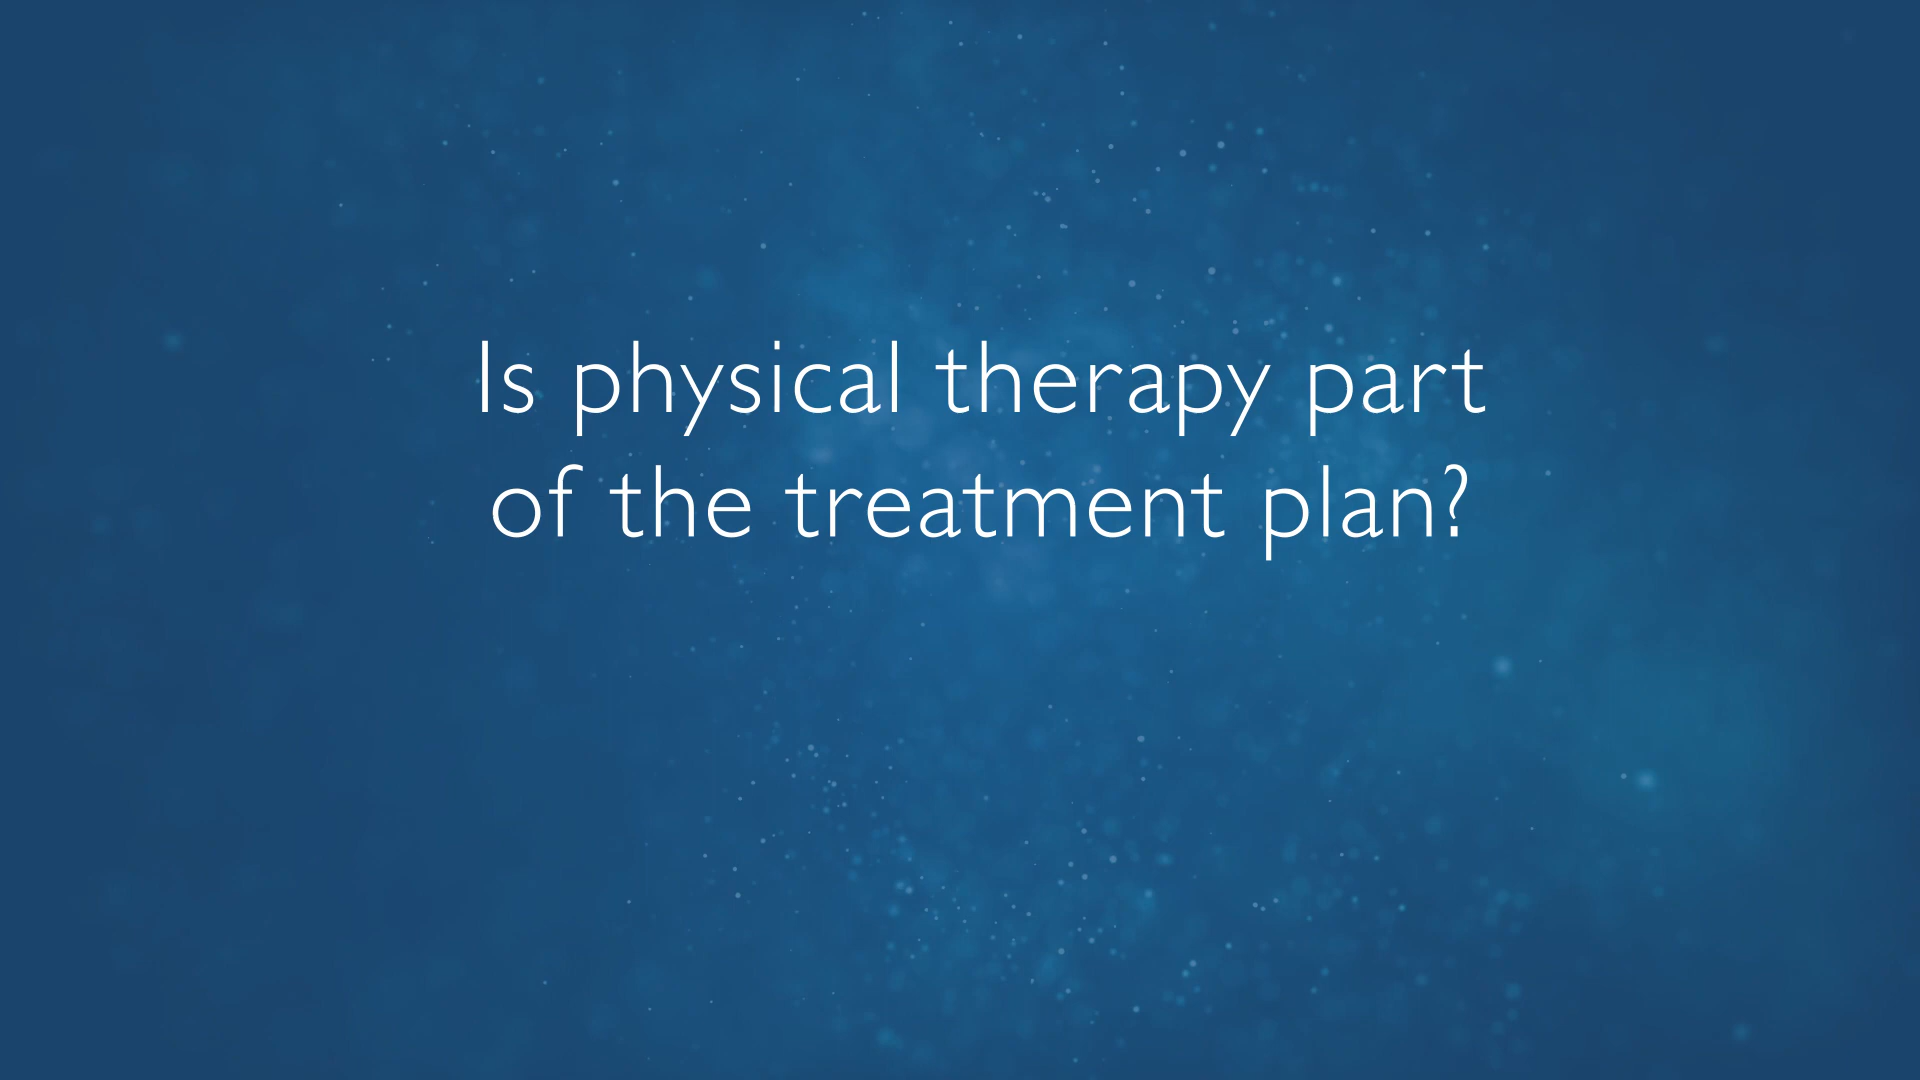 Is physical therapy part
of the treatment plan?